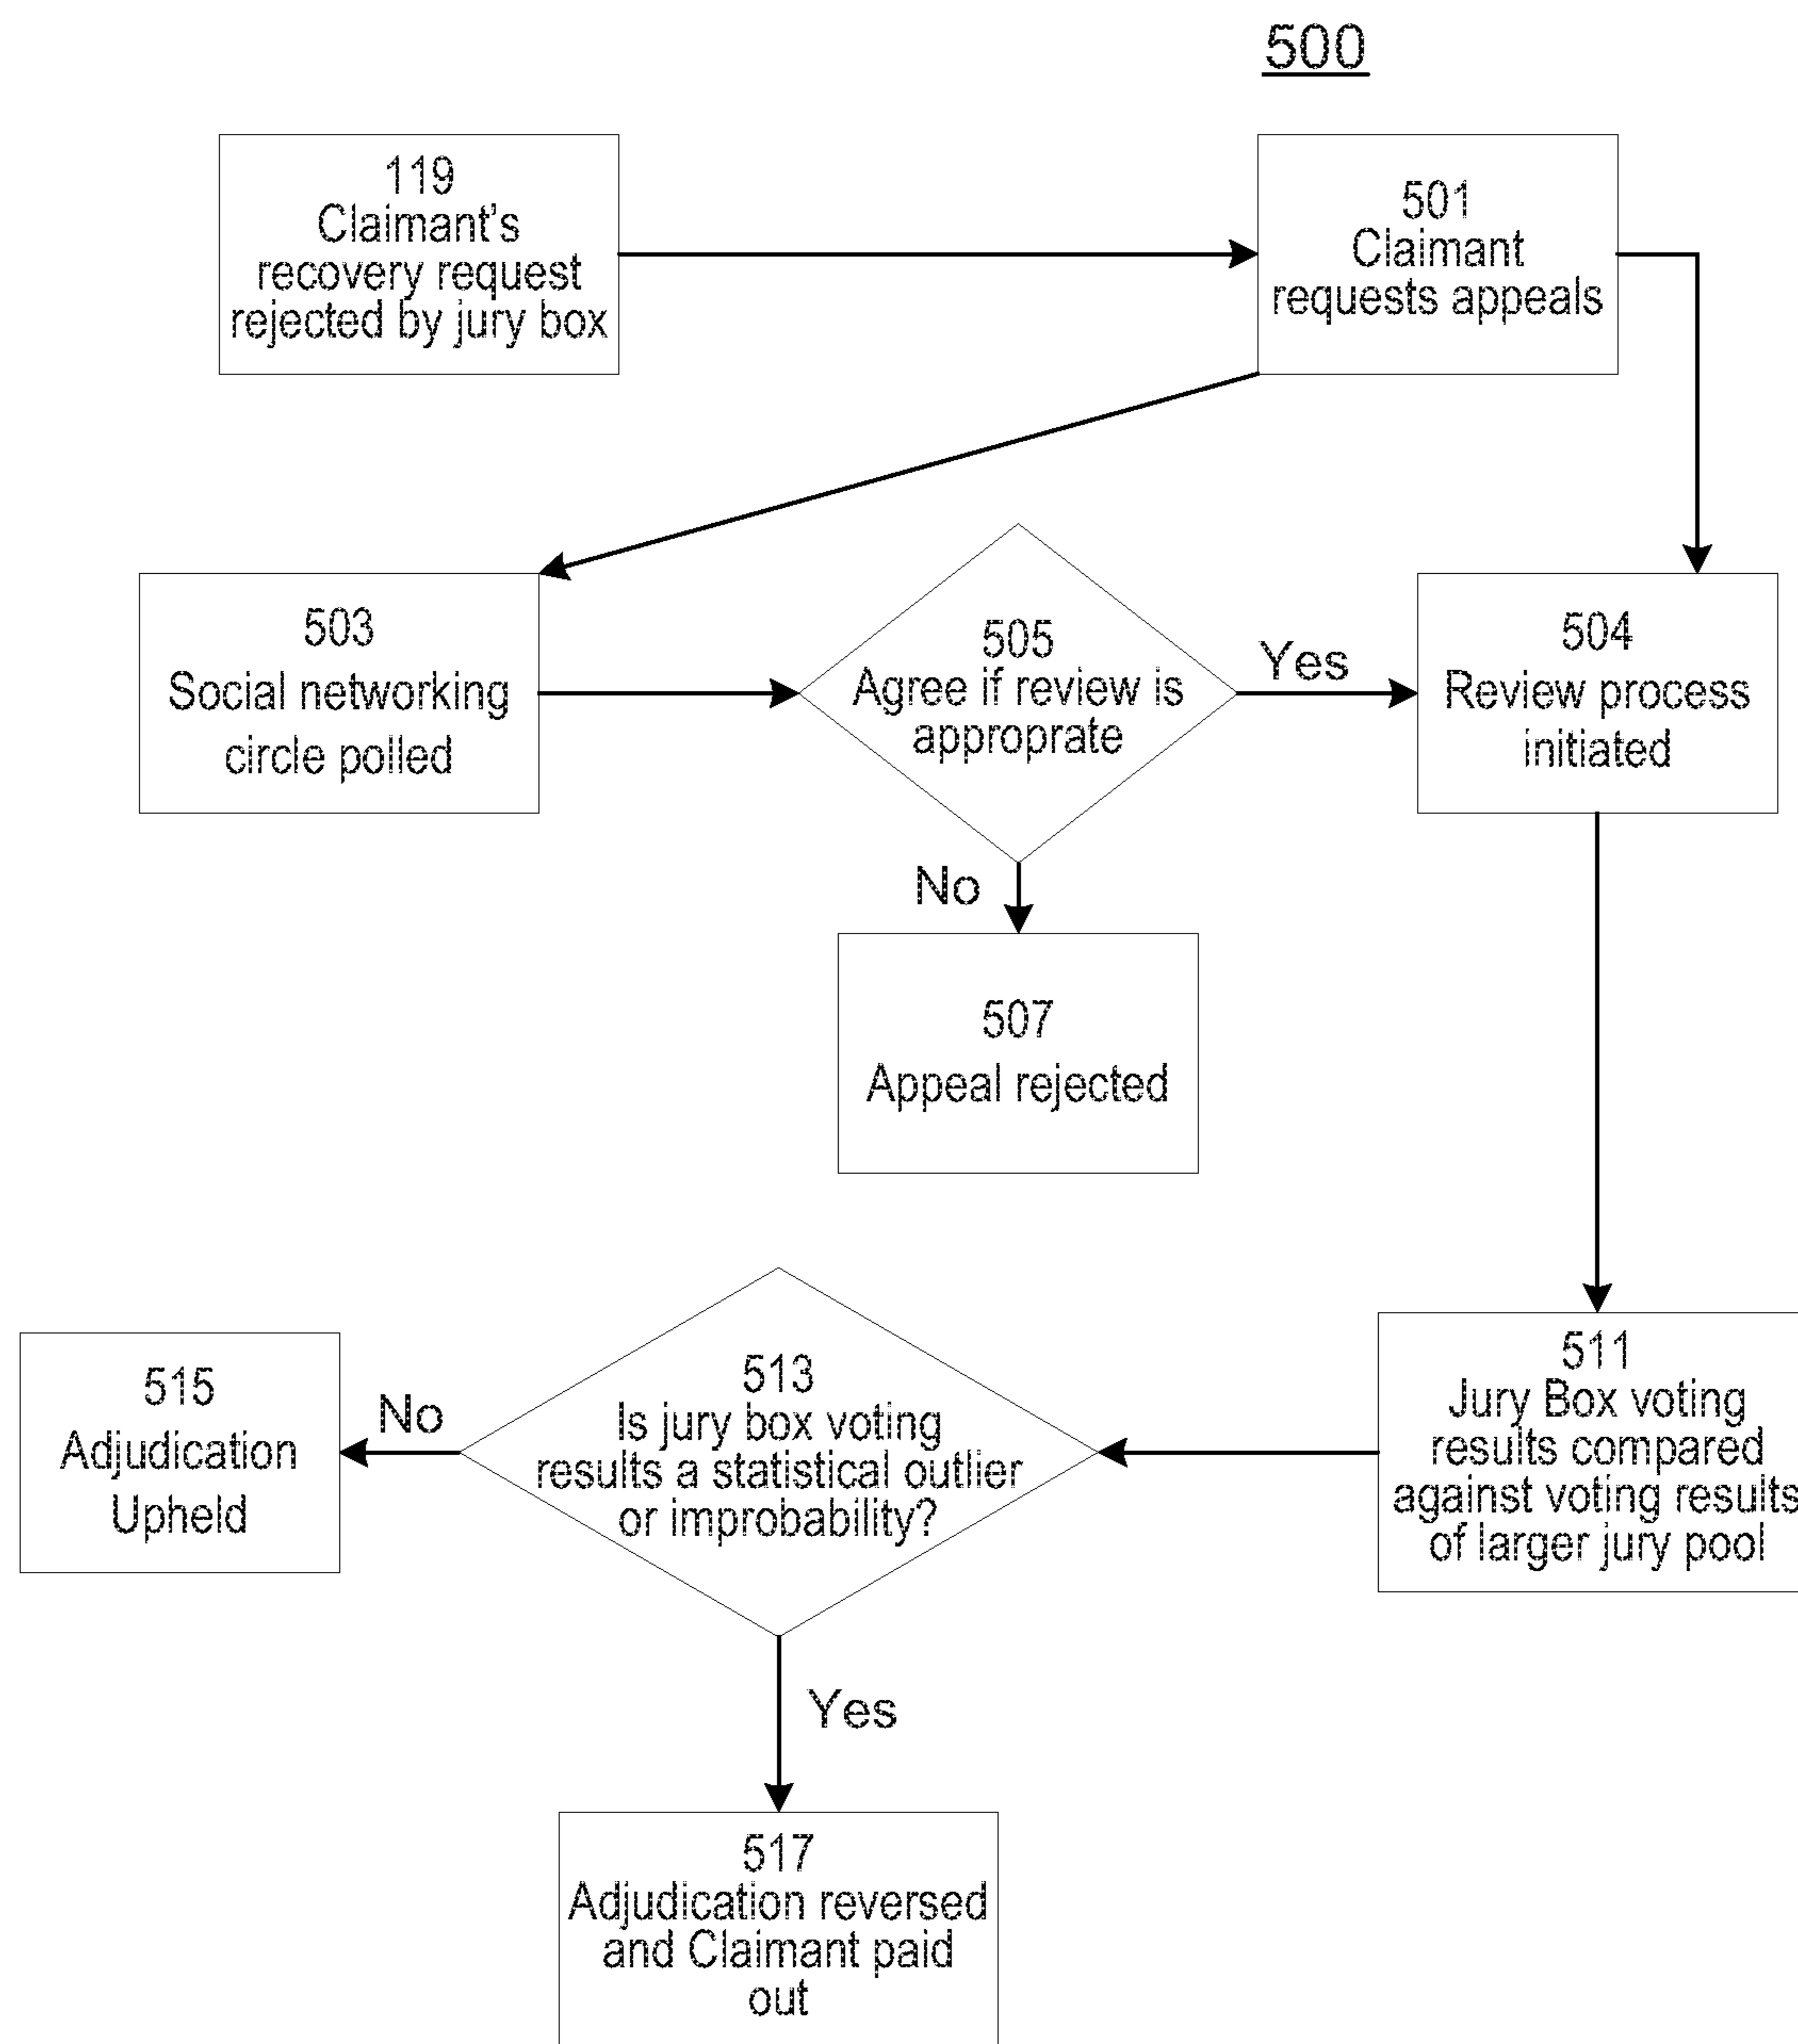 500
119
Claimant's
recovery request
rejected by jury box
501
Claimant
requests appeals
503
Social networking
circle polled
505
Agree if review is
approprate
Yes
504
Review process
initiated
No
507
Appeal rejected
515
Adjudication
Upheld
No
513
Is jury box voting
results a statistical outlier
or improbability?
511
Jury Box voting
results compared
against voting results
of larger jury pool
Yes
517
Adjudication reversed
and Claimant paid
out